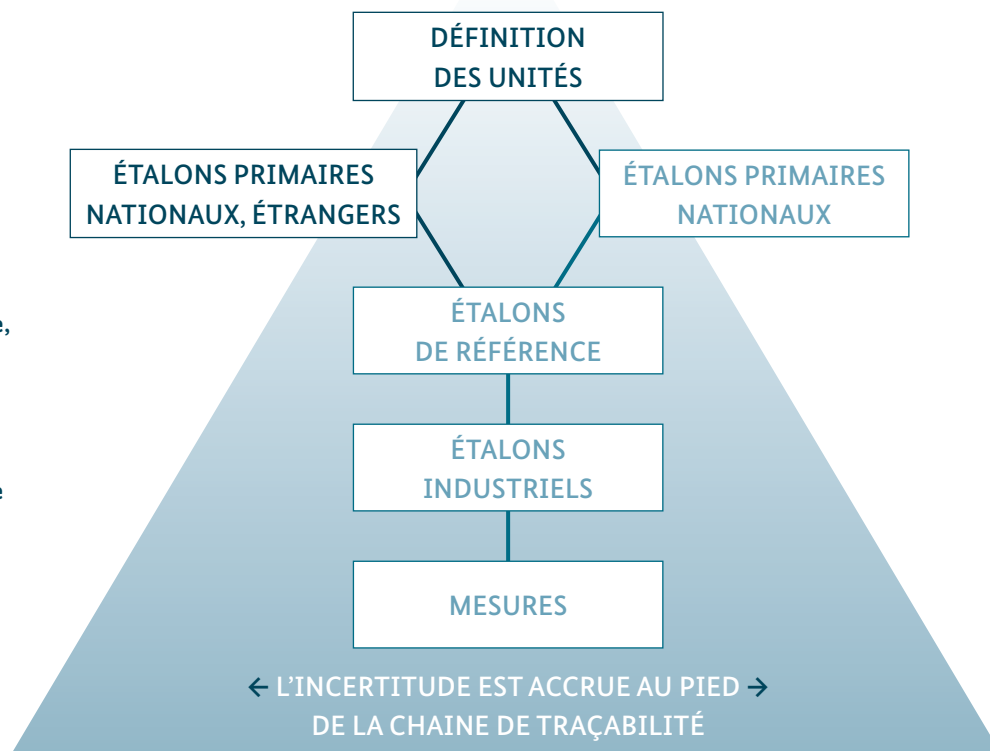 DÉFINITION
DES UNITÉS
ÉTALONS PRIMAIRES
NATIONAUX, ÉTRANGERS
ÉTALONS PRIMAIRES
NATIONAUX
ÉTALONS
DE RÉFÉRENCE
ÉTALONS
INDUSTRIELS
MESURES
← L’INCERTITUDE EST ACCRUE AU PIED →
DE LA CHAINE DE TRAÇABILITÉ